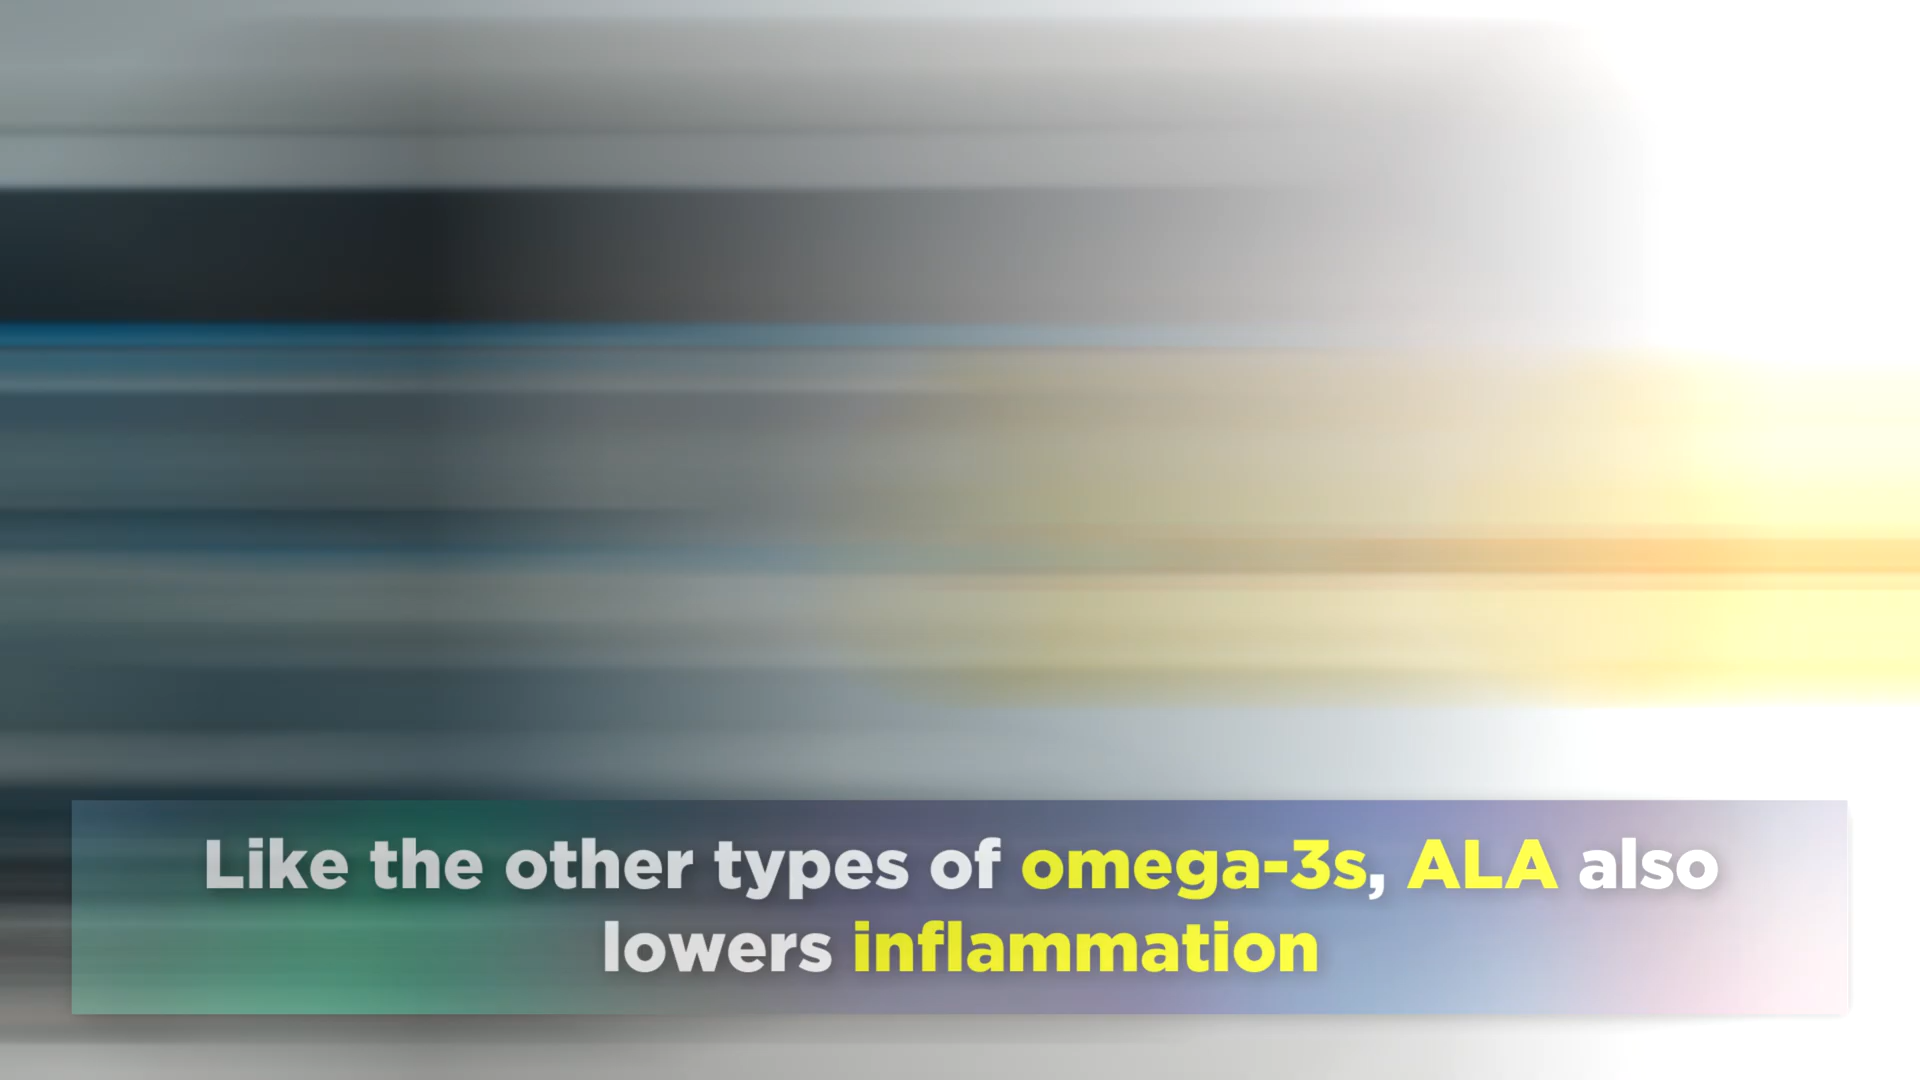 Like the other types of omega-3s, ALA also
lowers inflammation